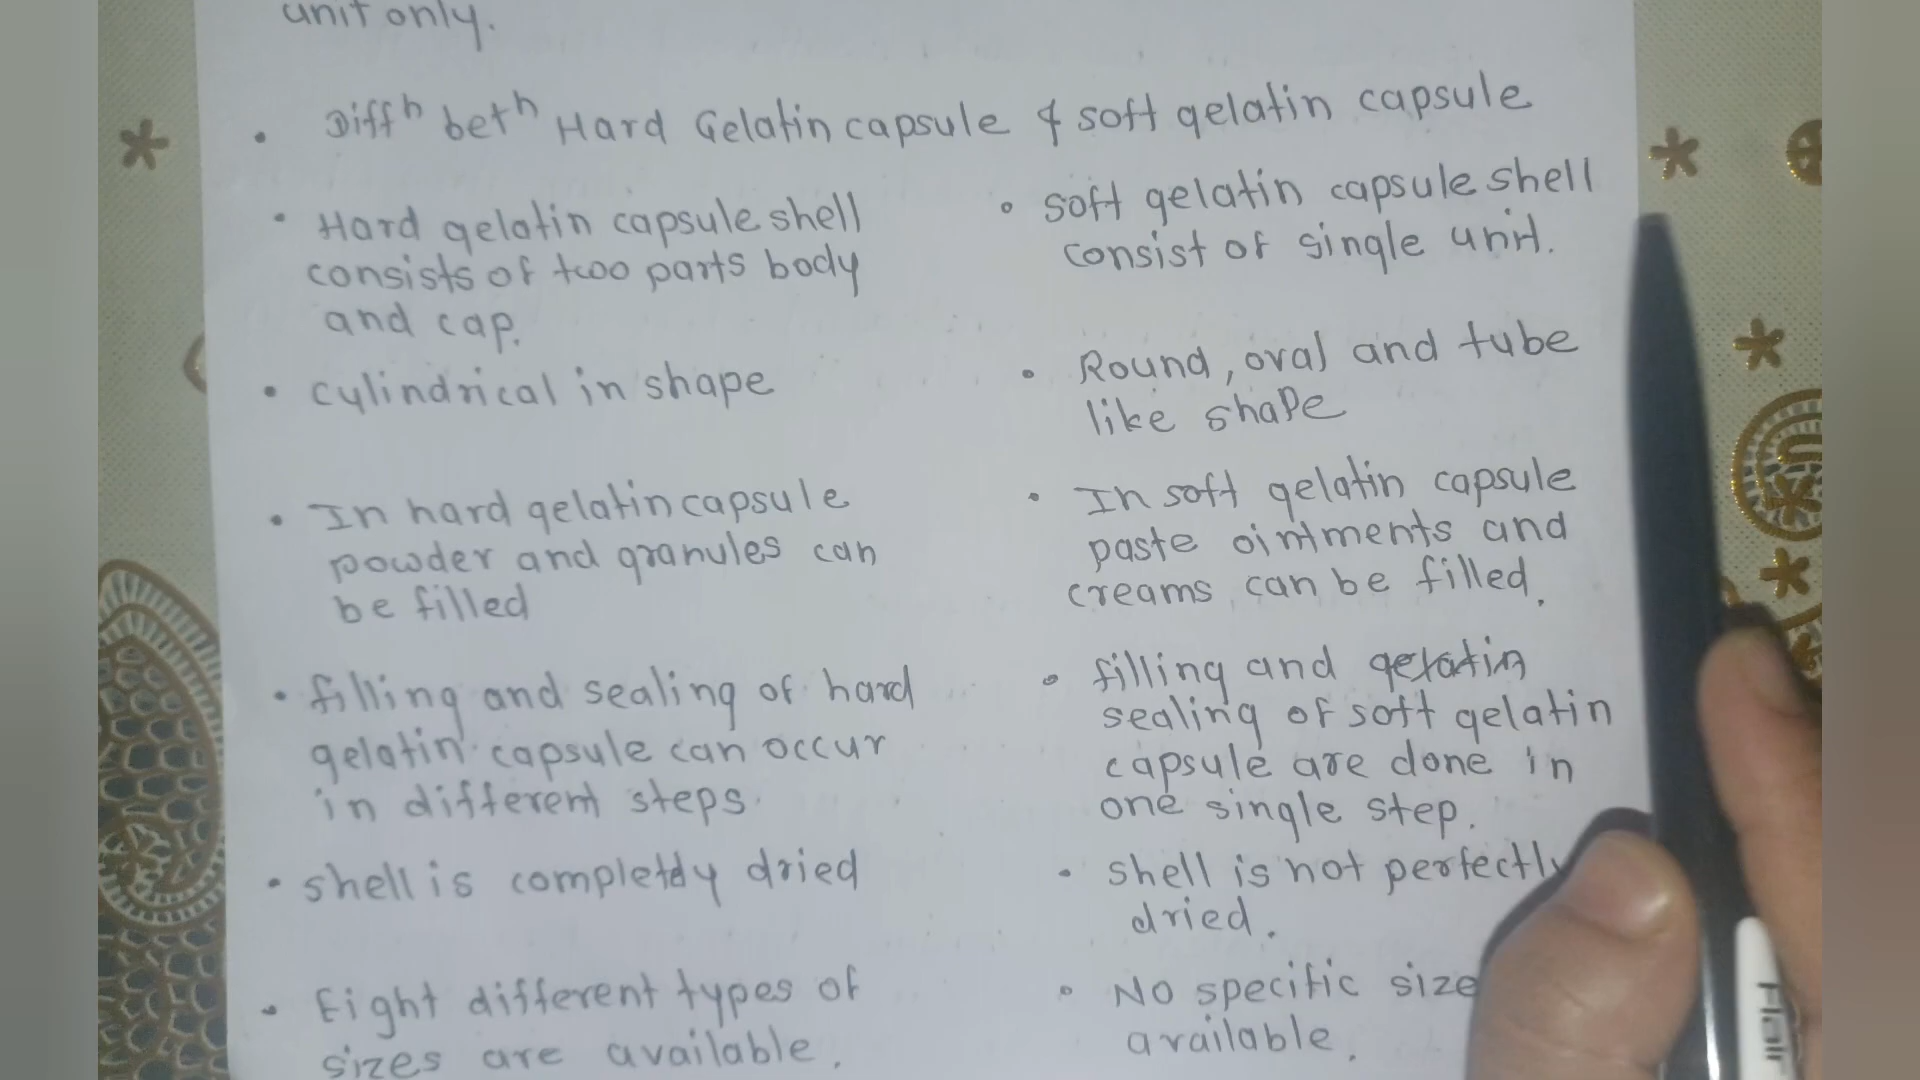 unit only.
• Diffⁿ betⁿ Hard Gelatin capsule & soft gelatin capsule
• Hard gelatin capsule shell
consists of two parts body
and cap.
• cylindrical in shape
• In hard gelatin capsule
powder and granules can
be filled
• filling and sealing of hard
gelatin capsule can occur
in different steps.
• shell is completly dried
• Eight different types of
sizes are available.
• soft gelatin capsule shell
consist of single unit.
• Round, oval and tube
like shape
• In soft gelatin capsule
paste ointments and
creams can be filled.
• filling and gelatin
sealing of soft gelatin
capsule are done in
one single step.
• shell is not perfectly
dried.
• No specific size
available.
Flair